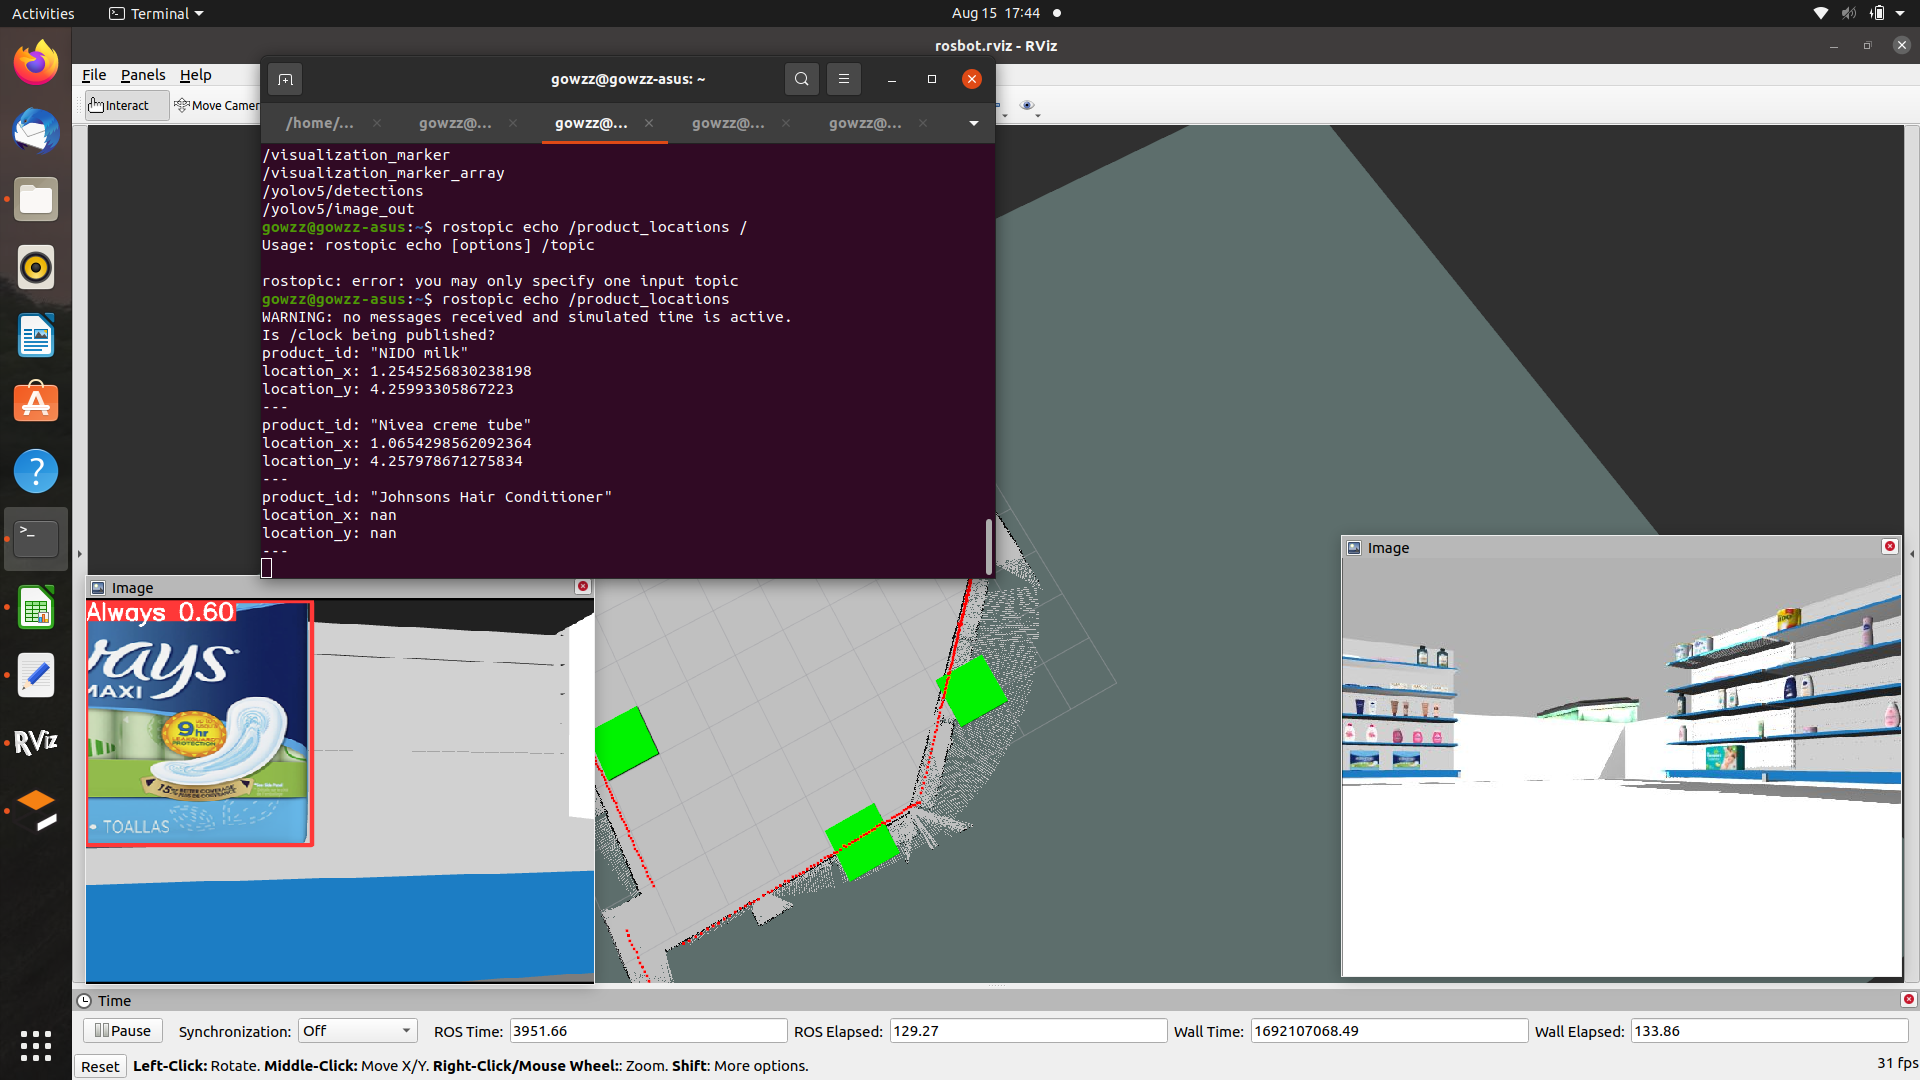 Activities
Terminal
Aug 15 17:44
rosbot.rviz - RViz
File Panels Help
Interact
Move Camer
gowzz@gowzz-asus: ~
/home/...
gowzz@...
gowzz@...
gowzz@...
gowzz@...
/visualization_marker
/visualization_marker_array
/yolov5/detections
/yolov5/image_out
gowzz@gowzz-asus:~$ rostopic echo /product_locations /
Usage: rostopic echo [options] /topic
rostopic: error: you may only specify one input topic
gowzz@gowzz-asus:~$ rostopic echo /product_locations
WARNING: no messages received and simulated time is active.
Is /clock being published?
product_id: "NIDO milk"
location_x: 1.2545256830238198
location_y: 4.25993305867223
---
product_id: "Nivea creme tube"
location_x: 1.0654298562092364
location_y: 4.257978671275834
---
product_id: "Johnsons Hair Conditioner"
location_x: nan
location_y: nan
---
Image
Always 0.60
ways
MAXI
9hr
PROTECTION
15%
TOALLAS
Image
RViz
Time
Pause
Synchronization: Off
ROS Time: 3951.66
ROS Elapsed: 129.27
Wall Time: 1692107068.49
Wall Elapsed: 133.86
Reset
Left-Click: Rotate. Middle-Click: Move X/Y. Right-Click/Mouse Wheel:: Zoom. Shift: More options.
31 fps